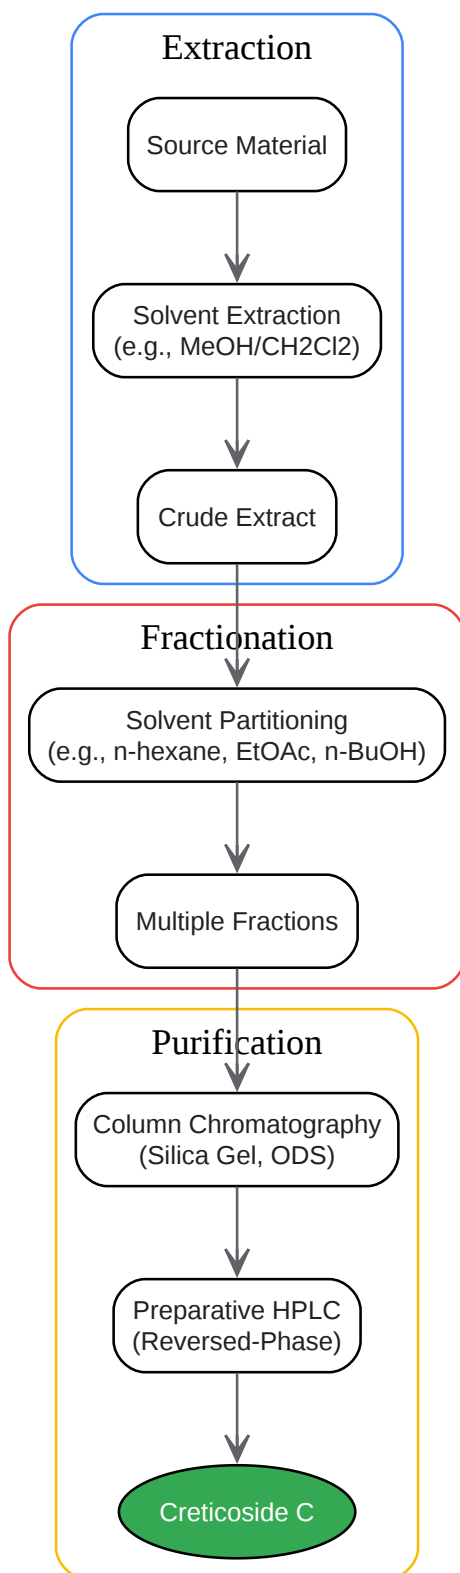 Extraction
Source Material
Solvent Extraction
(e.g., MeOH/CH2Cl2)
Crude Extract
Fractionation
Solvent Partitioning
(e.g., n-hexane, EtOAc, n-BuOH)
Multiple Fractions
Purification
Column Chromatography
(Silica Gel, ODS)
Preparative HPLC
(Reversed-Phase)
Creticoside C